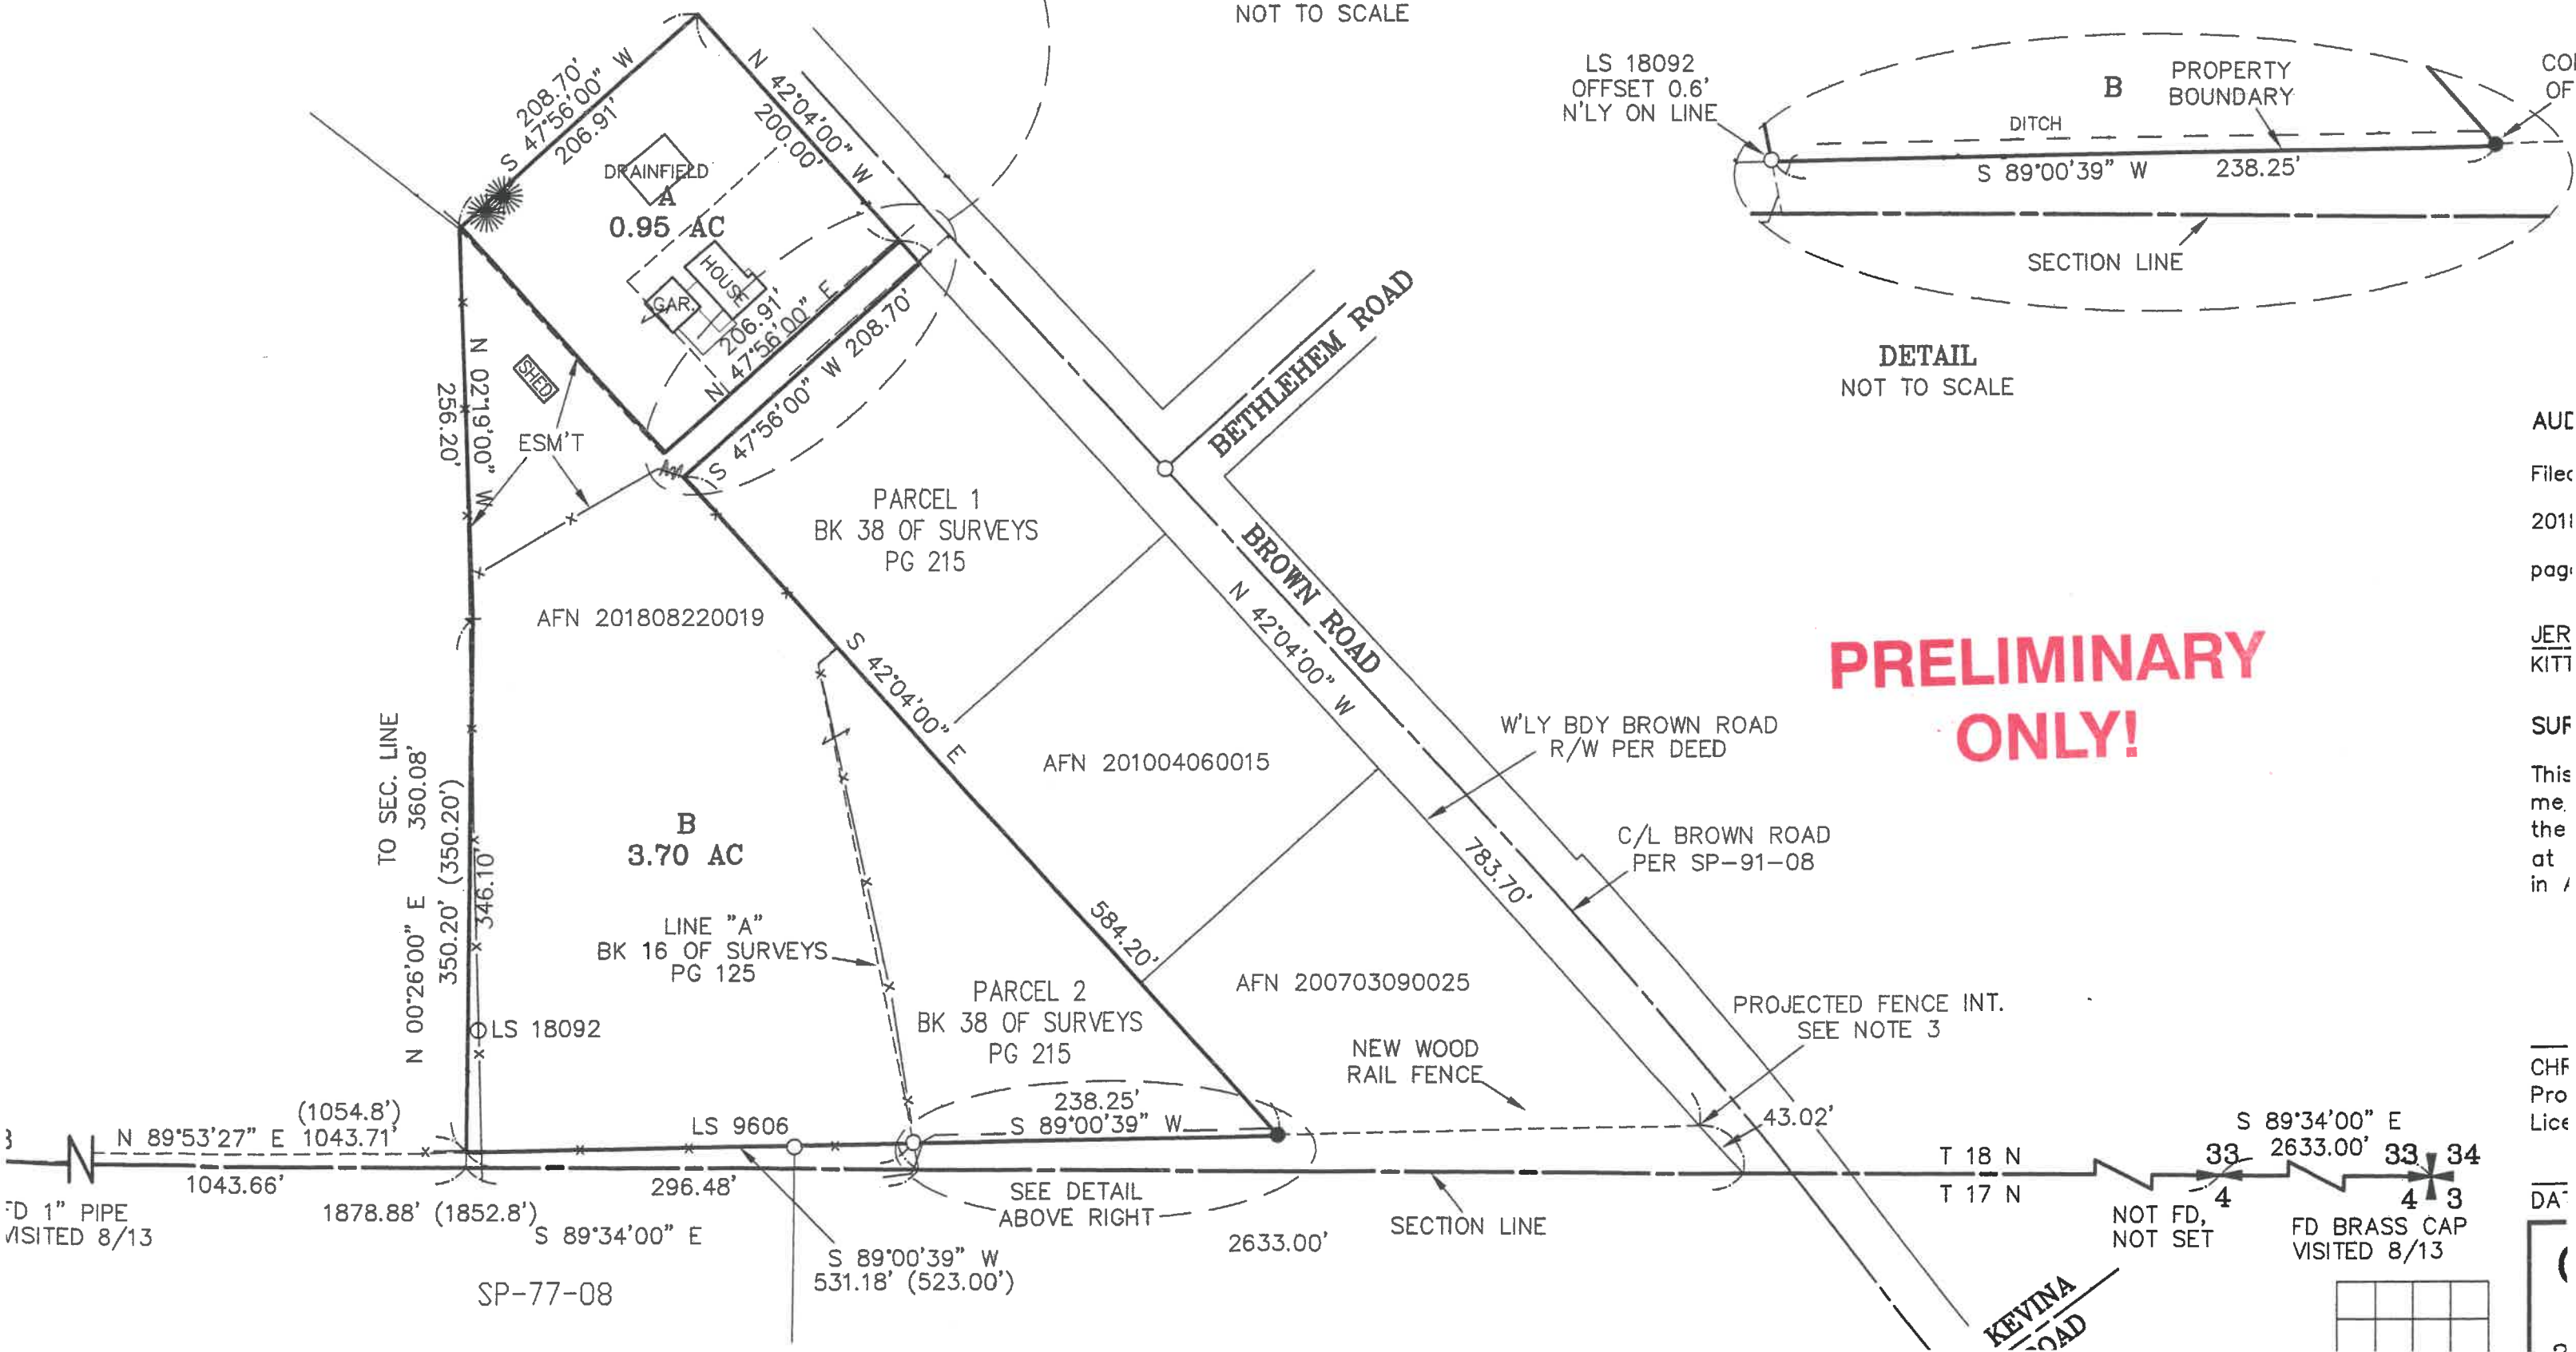 NOT TO SCALE
208.70'
S 47°56'00" W
206.91'
N 42°04'00" W
200.00'
DRAINFIELD
A
0.95 AC
HOUSE
GAR.
206.91'
N 47°56'00" E
S 47°56'00" W 208.70'
N 02°19'00" W
256.20'
SHED
ESM'T
LS 18092
OFFSET 0.6'
N'LY ON LINE
B
PROPERTY
BOUNDARY
DITCH
S 89°00'39" W 238.25'
SECTION LINE
DETAIL
NOT TO SCALE
BETHLEHEM ROAD
BROWN ROAD
N 42°04'00" W
783.70'
PARCEL 1
BK 38 OF SURVEYS
PG 215
AFN 201808220019
S 42°04'00" E
584.20'
AFN 201004060015
W'LY BDY BROWN ROAD
R/W PER DEED
C/L BROWN ROAD
PER SP-91-08
PRELIMINARY
ONLY!
TO SEC. LINE
360.08'
N 00°26'00" E
350.20' (350.20')
346.10'
B
3.70 AC
LINE "A"
BK 16 OF SURVEYS
PG 125
LS 18092
PARCEL 2
BK 38 OF SURVEYS
PG 215
AFN 200703090025
PROJECTED FENCE INT.
SEE NOTE 3
NEW WOOD
RAIL FENCE
(1054.8')
N 89°53'27" E 1043.71'
LS 9606
238.25'
S 89°00'39" W
43.02'
1043.66'
296.48'
SEE DETAIL
ABOVE RIGHT
SECTION LINE
2633.00'
1878.88' (1852.8')
S 89°34'00" E
S 89°00'39" W
531.18' (523.00')
FD 1" PIPE
VISITED 8/13
SP-77-08
T 18 N
T 17 N
S 89°34'00" E
2633.00'
33
4
33 34
4 3
NOT FD,
NOT SET
FD BRASS CAP
VISITED 8/13
KEVINA
ROAD
This
me
the
at
in